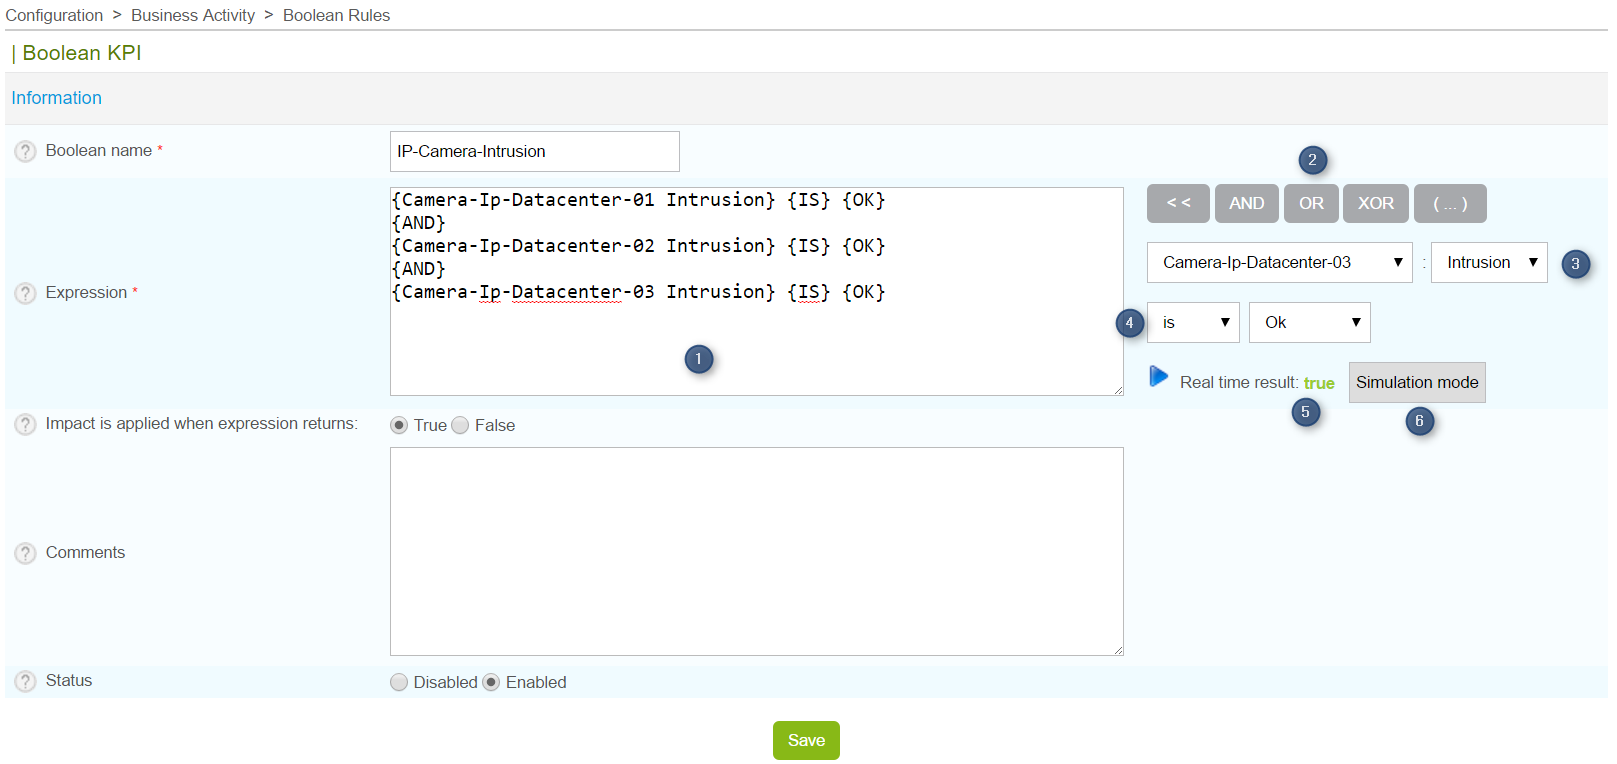 Configuration > Business Activity > Boolean Rules
| Boolean KPI
Information
? Boolean name * IP-Camera-Intrusion
2
? Expression *
{Camera-Ip-Datacenter-01 Intrusion} {IS} {OK}
{AND}
{Camera-Ip-Datacenter-02 Intrusion} {IS} {OK}
{AND}
{Camera-Ip-Datacenter-03 Intrusion} {IS} {OK}
1
<< AND OR XOR (...)
Camera-Ip-Datacenter-03 ▼ : Intrusion ▼ 3
4 is ▼ Ok ▼
Real time result: true Simulation mode
5 6
? Impact is applied when expression returns: True False
? Comments
? Status Disabled Enabled
Save